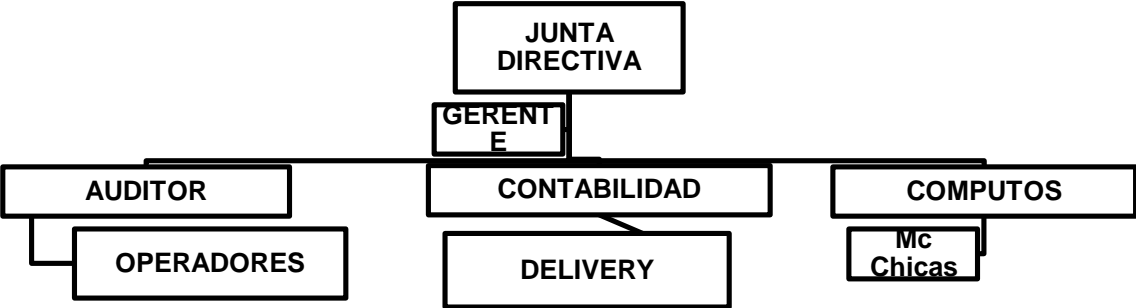 JUNTA
DIRECTIVA
GERENT
E
AUDITOR
CONTABILIDAD
COMPUTOS
OPERADORES
DELIVERY
Mc
Chicas